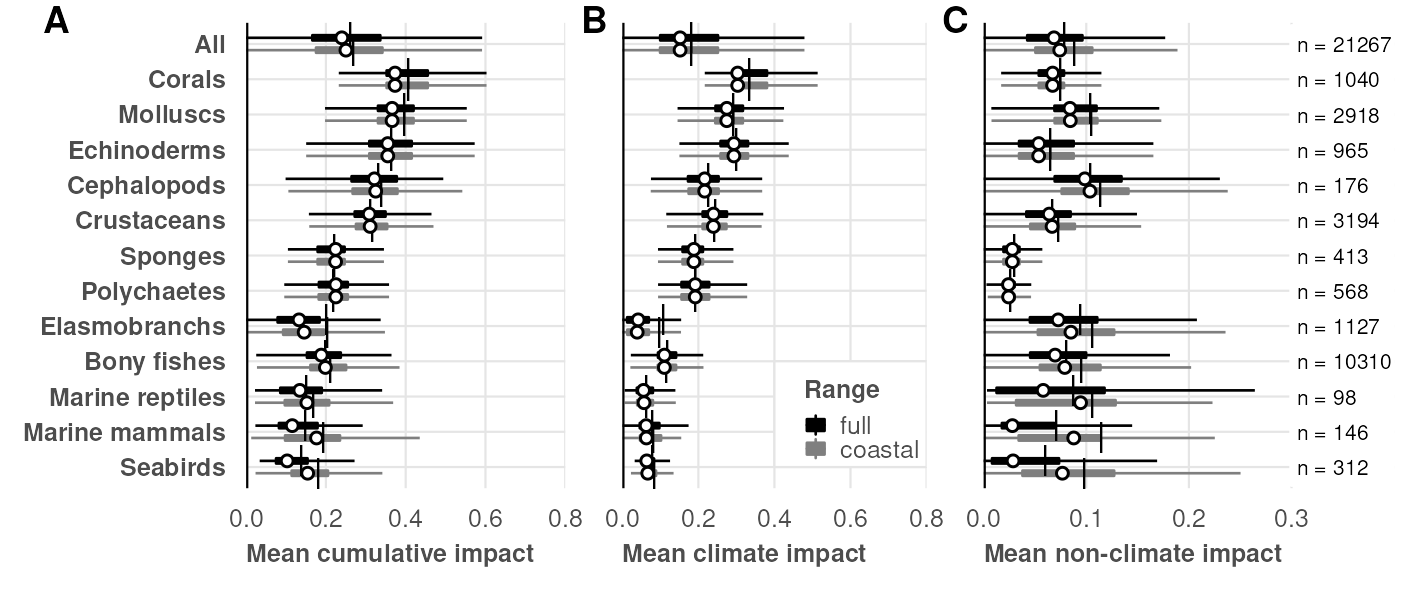 A B C
All n = 21267
Corals n = 1040
Molluscs n = 2918
Echinoderms n = 965
Cephalopods n = 176
Crustaceans n = 3194
Sponges n = 413
Polychaetes n = 568
Elasmobranchs n = 1127
Bony fishes n = 10310
Marine reptiles n = 98
Marine mammals n = 146
Seabirds n = 312
Range
full
coastal
0.0 0.2 0.4 0.6 0.8 0.0 0.2 0.4 0.6 0.8 0.0 0.1 0.2 0.3
Mean cumulative impact Mean climate impact Mean non-climate impact